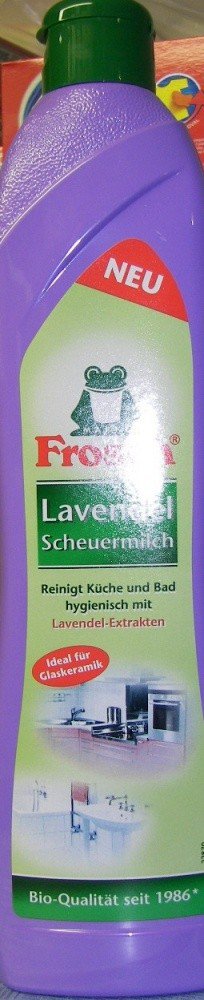 NEU
Frosch®
Lavendel
Scheuermilch
Reinigt Küche und Bad
hygienisch mit
Lavendel-Extrakten
Ideal für
Glaskeramik
Bio-Qualität seit 1986*